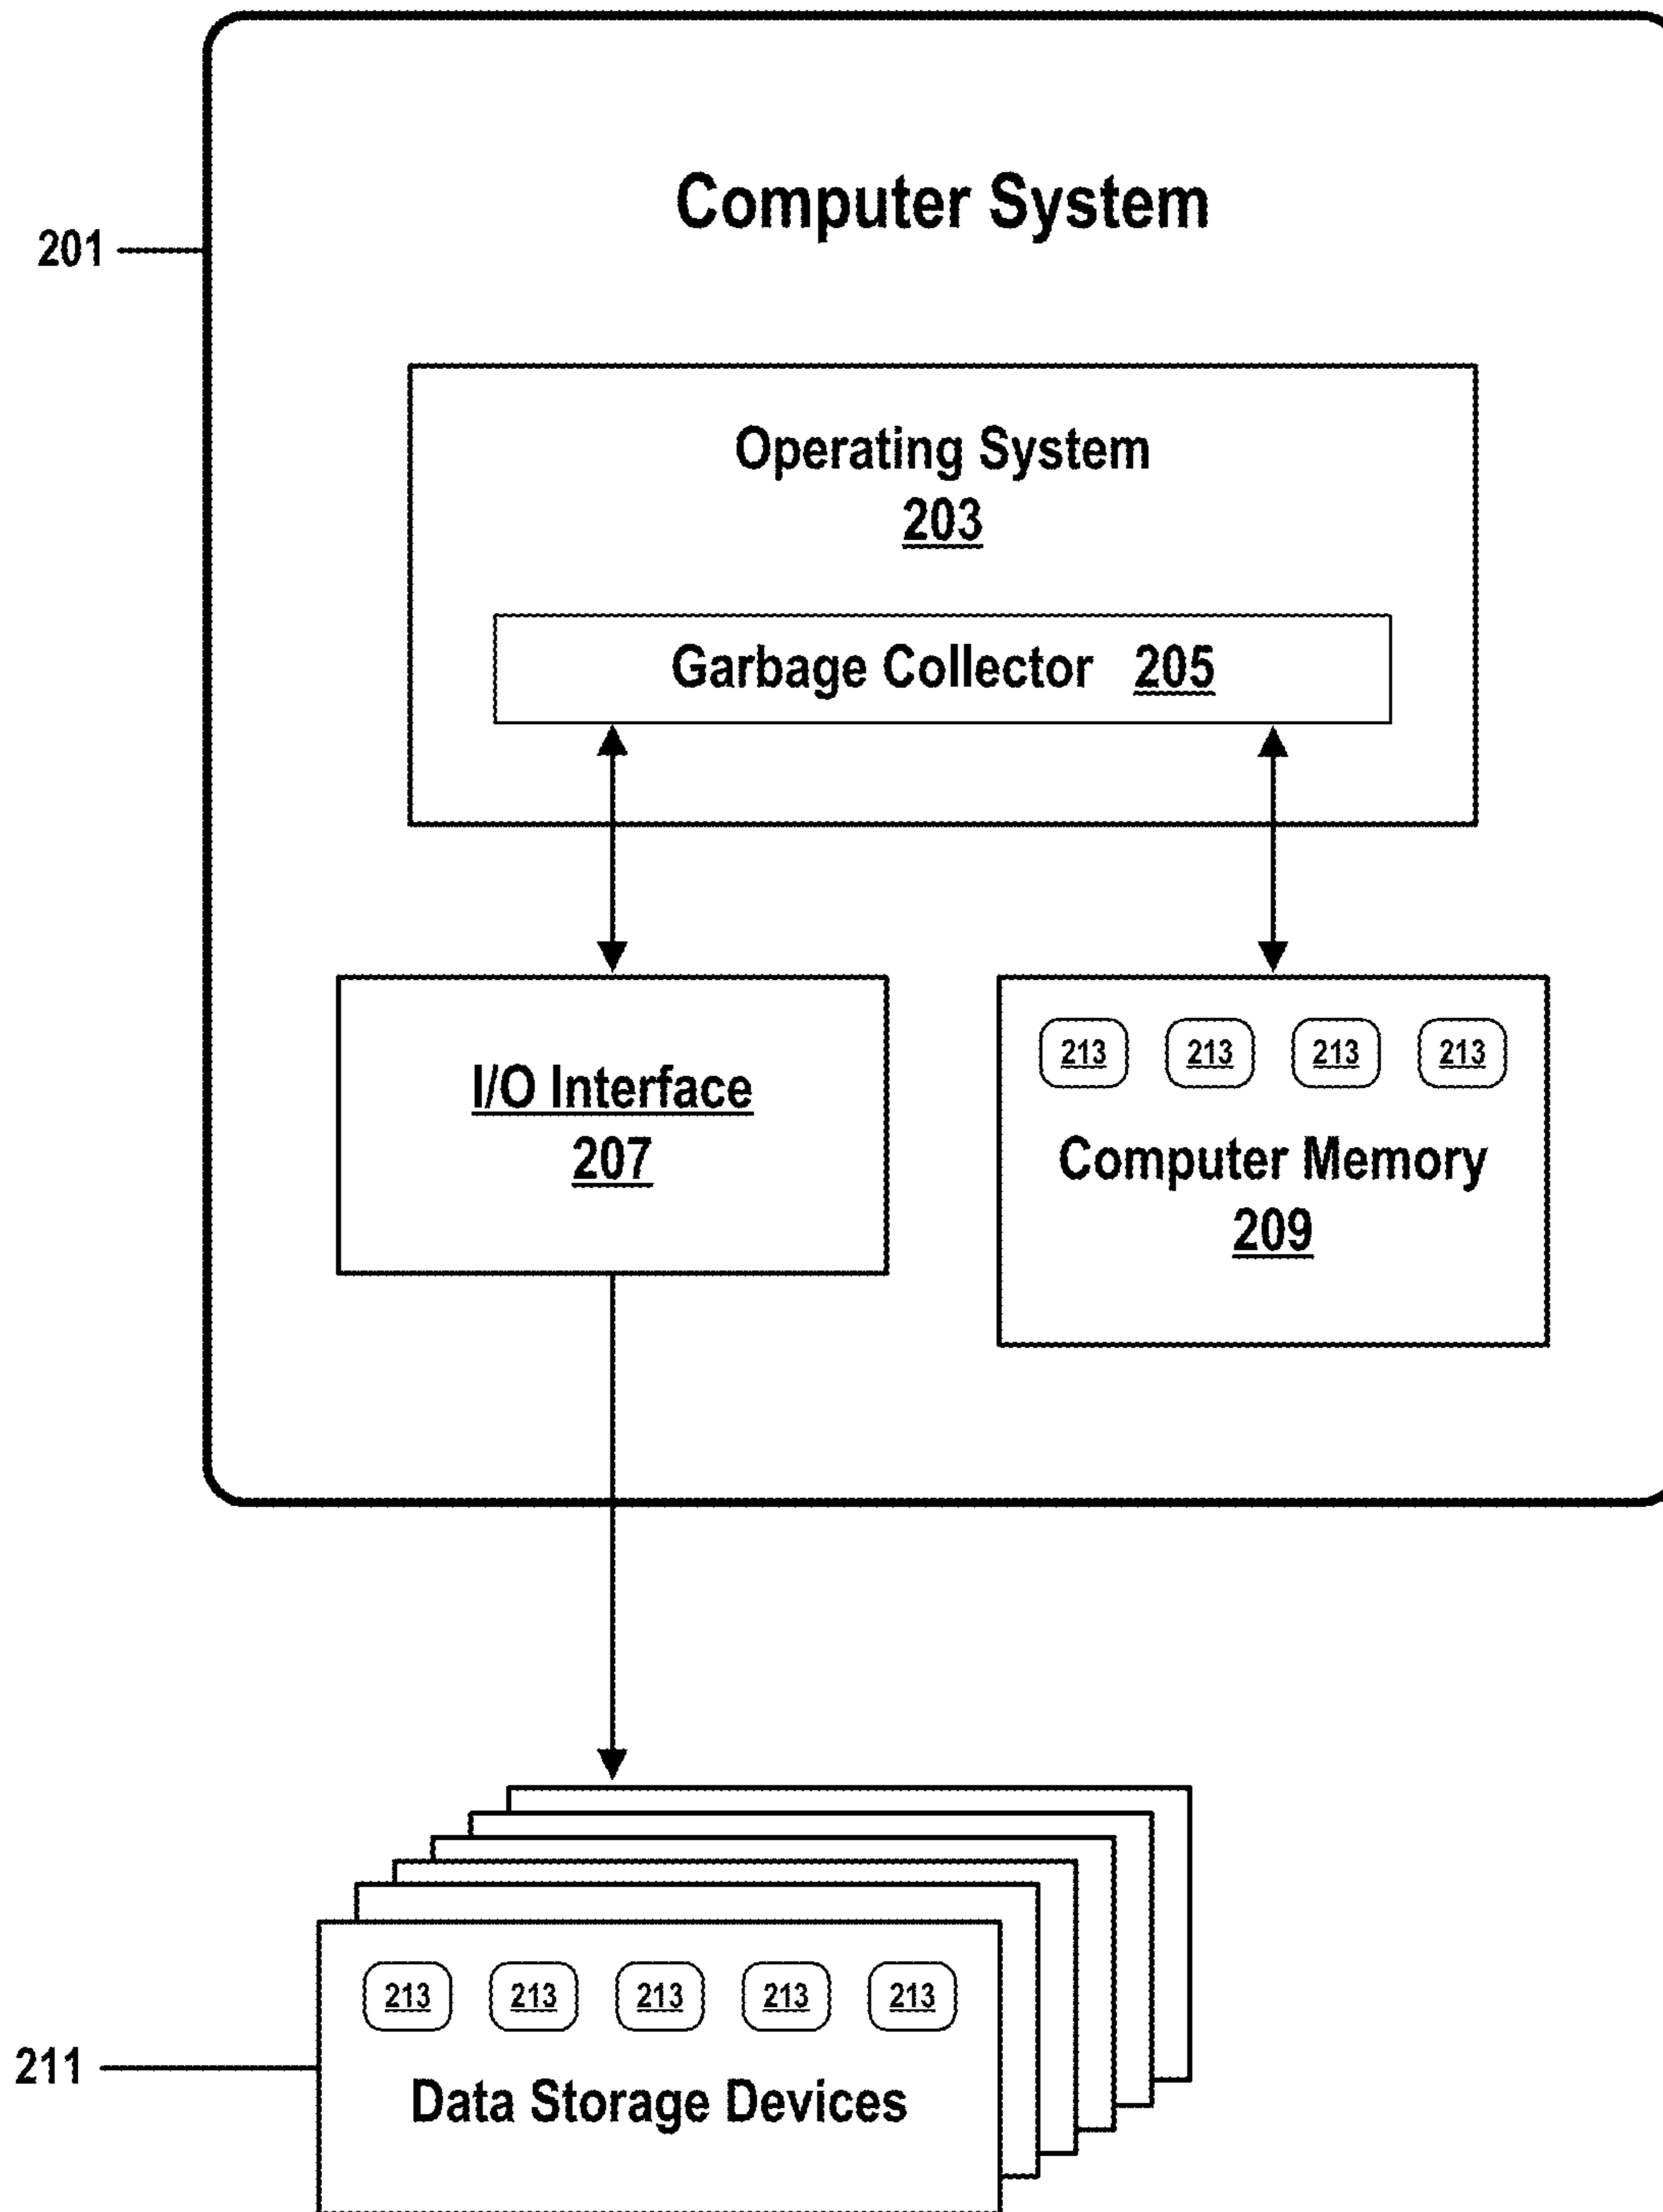 Computer System
201
Operating System
203
Garbage Collector 205
I/O Interface
207
213 213 213 213
Computer Memory
209
213 213 213 213 213
211
Data Storage Devices